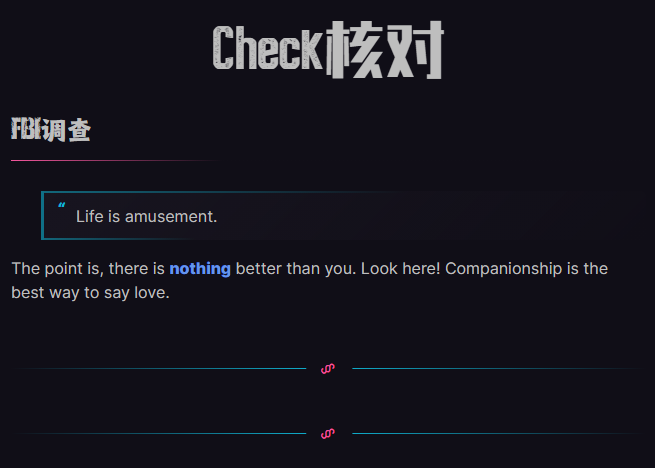 Check核对
FBI调查
“ Life is amusement.
The point is, there is nothing better than you. Look here! Companionship is the
best way to say love.
§
§